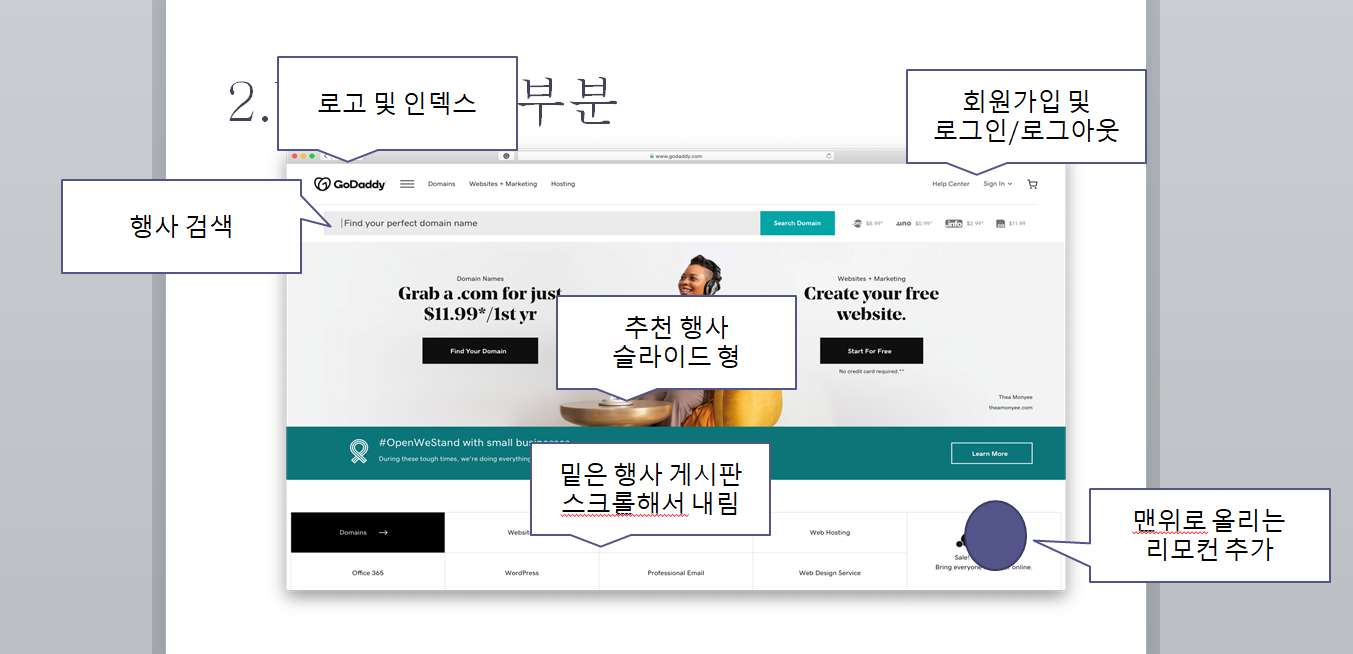 2.
부분
로고 및 인덱스
회원가입 및
로그인/로그아웃
www.godaddy.com
GoDaddy
Domains
Websites + Marketing
Hosting
Help Center
Sign In
행사 검색
Find your perfect domain name
Search Domain
$8.99*
.uno
$0.99*
.info
$2.99*
$11.99
Domain Names
Grab a .com for just
$11.99*/1st yr
Find Your Domain
Websites + Marketing
Create your free
website.
Start For Free
No credit card required.**
추천 행사
슬라이드 형
Thea Monyee
theamonyee.com
#OpenWeStand with small businesses
During these tough times, we're doing everything
Learn More
밑은 행사 게시판
스크롤해서 내림
맨위로 올리는
리모컨 추가
Domains
Web Hosting
Sale!
Bring everyone
online.
Office 365
WordPress
Professional Email
Web Design Service